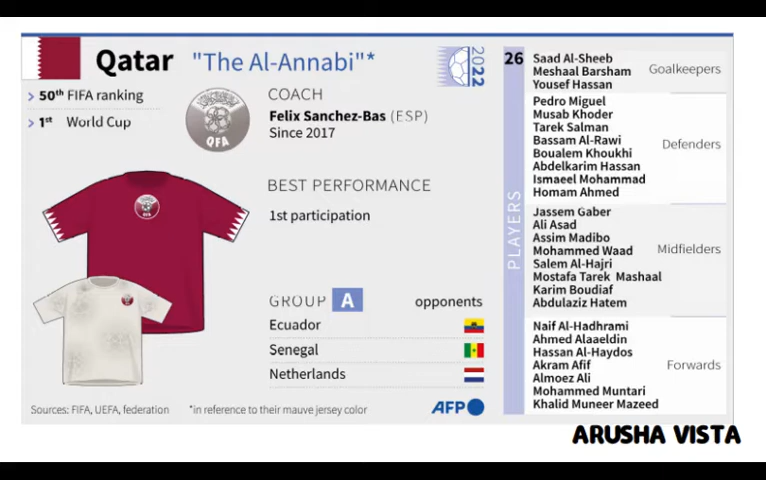 Qatar "The Al-Annabi"*
2022
> 50th FIFA ranking
> 1st World Cup
QFA
COACH
Felix Sanchez-Bas (ESP)
Since 2017
BEST PERFORMANCE
1st participation
GROUP A opponents
Ecuador
Senegal
Netherlands
Sources: FIFA, UEFA, federation
*in reference to their mauve jersey color
AFP
26
PLAYERS
Saad Al-Sheeb
Meshaal Barsham
Yousef Hassan
Goalkeepers
Pedro Miguel
Musab Khoder
Tarek Salman
Bassam Al-Rawi
Boualem Khoukhi
Abdelkarim Hassan
Ismaeel Mohammad
Homam Ahmed
Defenders
Jassem Gaber
Ali Asad
Assim Madibo
Mohammed Waad
Salem Al-Hajri
Mostafa Tarek Mashaal
Karim Boudiaf
Abdulaziz Hatem
Midfielders
Naif Al-Hadhrami
Ahmed Alaaeldin
Hassan Al-Haydos
Akram Afif
Almoez Ali
Mohammed Muntari
Khalid Muneer Mazeed
Forwards
ARUSHA VISTA